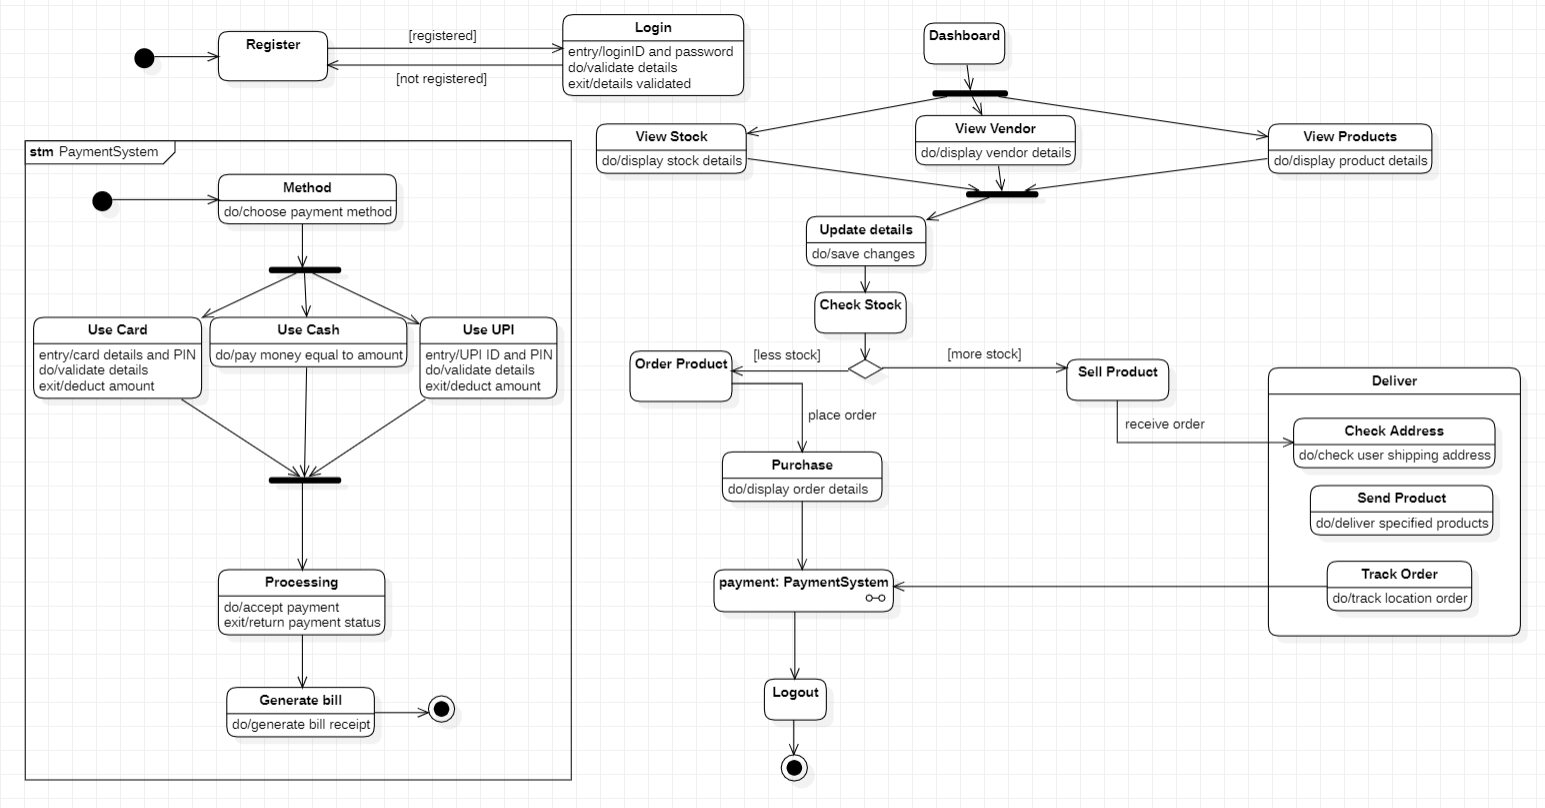 Register
[registered]
[not registered]
Login
entry/loginID and password
do/validate details
exit/details validated
Dashboard
View Stock
do/display stock details
View Vendor
do/display vendor details
View Products
do/display product details
Update details
do/save changes
Check Stock
[less stock]
[more stock]
Order Product
place order
Sell Product
receive order
Purchase
do/display order details
payment: PaymentSystem
Logout
Deliver
Check Address
do/check user shipping address
Send Product
do/deliver specified products
Track Order
do/track location order
stm PaymentSystem
Method
do/choose payment method
Use Card
entry/card details and PIN
do/validate details
exit/deduct amount
Use Cash
do/pay money equal to amount
Use UPI
entry/UPI ID and PIN
do/validate details
exit/deduct amount
Processing
do/accept payment
exit/return payment status
Generate bill
do/generate bill receipt